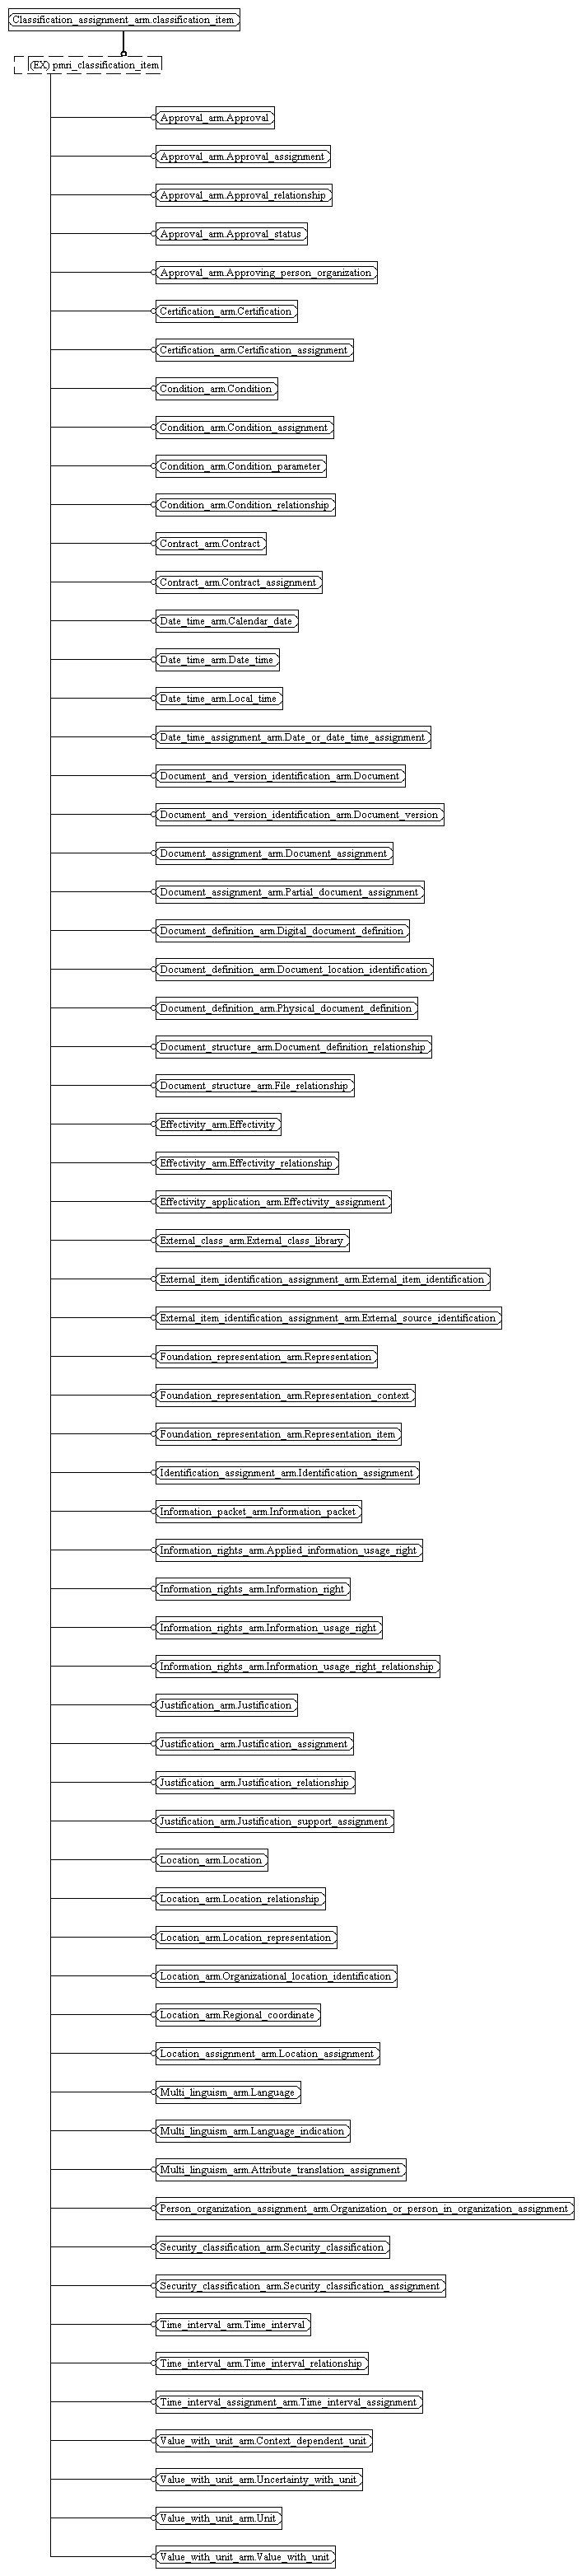 Classification_assignment_arm.classification_item
(EX) pmri_classification_item
Approval_arm.Approval
Approval_arm.Approval_assignment
Approval_arm.Approval_relationship
Approval_arm.Approval_status
Approval_arm.Approving_person_organization
Certification_arm.Certification
Certification_arm.Certification_assignment
Condition_arm.Condition
Condition_arm.Condition_assignment
Condition_arm.Condition_parameter
Condition_arm.Condition_relationship
Contract_arm.Contract
Contract_arm.Contract_assignment
Date_time_arm.Calendar_date
Date_time_arm.Date_time
Date_time_arm.Local_time
Date_time_assignment_arm.Date_or_date_time_assignment
Document_and_version_identification_arm.Document
Document_and_version_identification_arm.Document_version
Document_assignment_arm.Document_assignment
Document_assignment_arm.Partial_document_assignment
Document_definition_arm.Digital_document_definition
Document_definition_arm.Document_location_identification
Document_definition_arm.Physical_document_definition
Document_structure_arm.Document_definition_relationship
Document_structure_arm.File_relationship
Effectivity_arm.Effectivity
Effectivity_arm.Effectivity_relationship
Effectivity_application_arm.Effectivity_assignment
External_class_arm.External_class_library
External_item_identification_assignment_arm.External_item_identification
External_item_identification_assignment_arm.External_source_identification
Foundation_representation_arm.Representation
Foundation_representation_arm.Representation_context
Foundation_representation_arm.Representation_item
Identification_assignment_arm.Identification_assignment
Information_packet_arm.Information_packet
Information_rights_arm.Applied_information_usage_right
Information_rights_arm.Information_right
Information_rights_arm.Information_usage_right
Information_rights_arm.Information_usage_right_relationship
Justification_arm.Justification
Justification_arm.Justification_assignment
Justification_arm.Justification_relationship
Justification_arm.Justification_support_assignment
Location_arm.Location
Location_arm.Location_relationship
Location_arm.Location_representation
Location_arm.Organizational_location_identification
Location_arm.Regional_coordinate
Location_assignment_arm.Location_assignment
Multi_linguism_arm.Language
Multi_linguism_arm.Language_indication
Multi_linguism_arm.Attribute_translation_assignment
Person_organization_assignment_arm.Organization_or_person_in_organization_assignment
Security_classification_arm.Security_classification
Security_classification_arm.Security_classification_assignment
Time_interval_arm.Time_interval
Time_interval_arm.Time_interval_relationship
Time_interval_assignment_arm.Time_interval_assignment
Value_with_unit_arm.Context_dependent_unit
Value_with_unit_arm.Uncertainty_with_unit
Value_with_unit_arm.Unit
Value_with_unit_arm.Value_with_unit